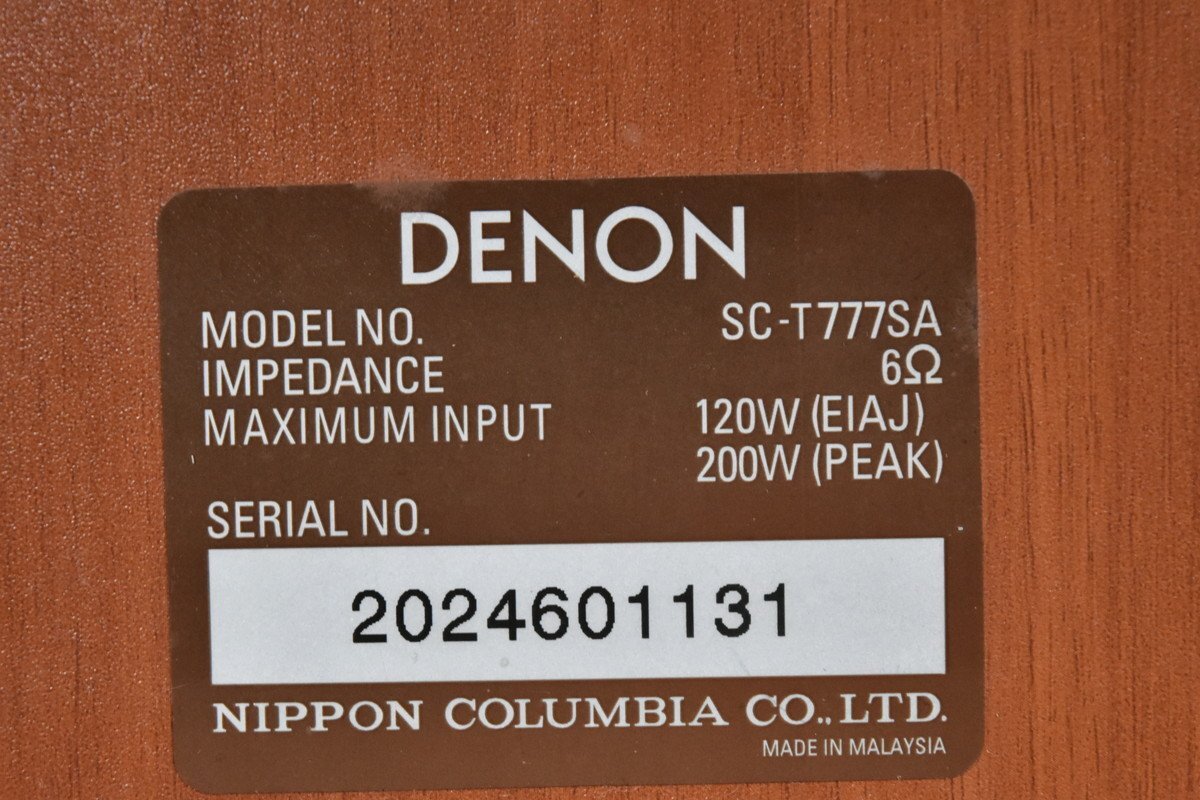 DENON
MODEL NO. SC-T777SA
IMPEDANCE 6Ω
MAXIMUM INPUT 120W (EIAJ)
200W (PEAK)
SERIAL NO.
2024601131
NIPPON COLUMBIA CO., LTD.
MADE IN MALAYSIA